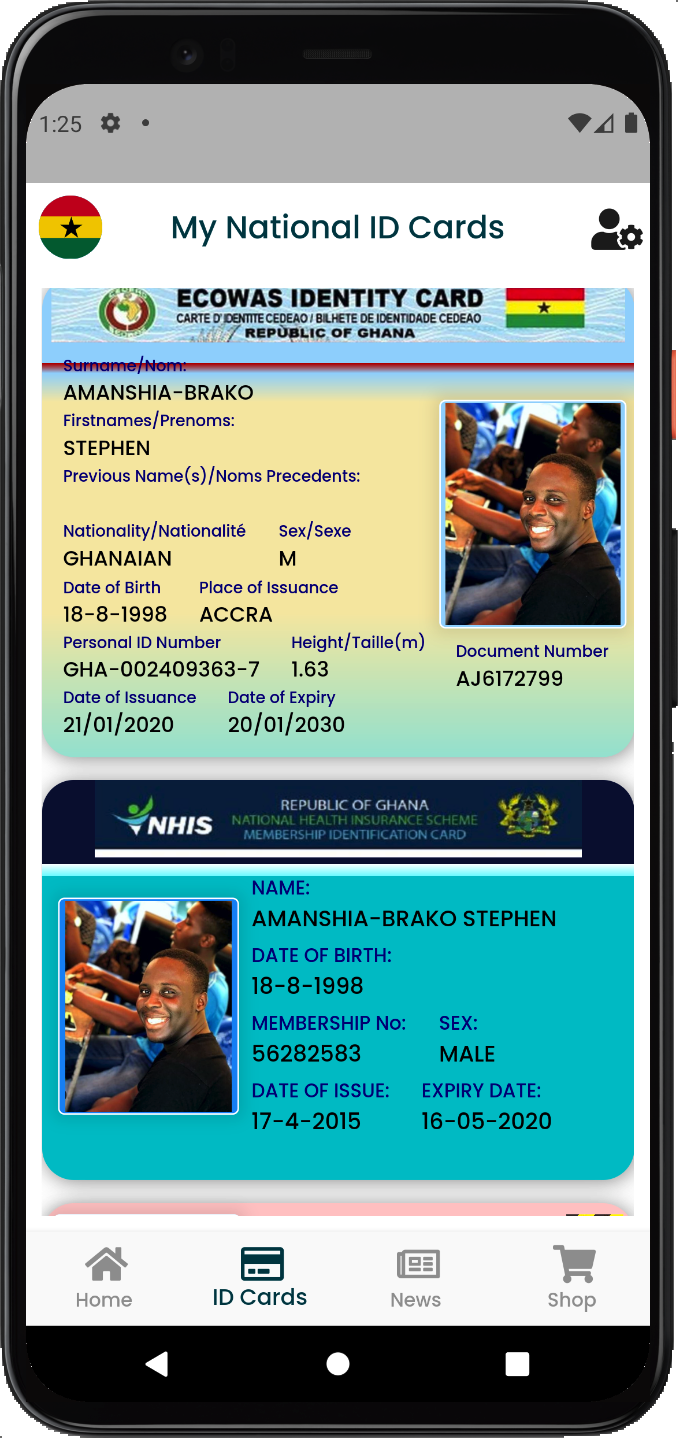 1:25
My National ID Cards
ECOWAS IDENTITY CARD
CARTE D'IDENTITE CEDEAO / BILHETE DE IDENTIDADE CEDEAO
REPUBLIC OF GHANA
Surname/Nom:
AMANSHIA-BRAKO
Firstnames/Prenoms:
STEPHEN
Previous Name(s)/Noms Precedents:
Nationality/Nationalité Sex/Sexe
GHANAIAN M
Date of Birth Place of Issuance
18-8-1998 ACCRA
Personal ID Number Height/Taille(m)
GHA-002409363-7 1.63
Document Number
AJ6172799
Date of Issuance Date of Expiry
21/01/2020 20/01/2030
NHIS
REPUBLIC OF GHANA
NATIONAL HEALTH INSURANCE SCHEME
MEMBERSHIP IDENTIFICATION CARD
NAME:
AMANSHIA-BRAKO STEPHEN
DATE OF BIRTH:
18-8-1998
MEMBERSHIP No: SEX:
56282583 MALE
DATE OF ISSUE: EXPIRY DATE:
17-4-2015 16-05-2020
Home ID Cards News Shop